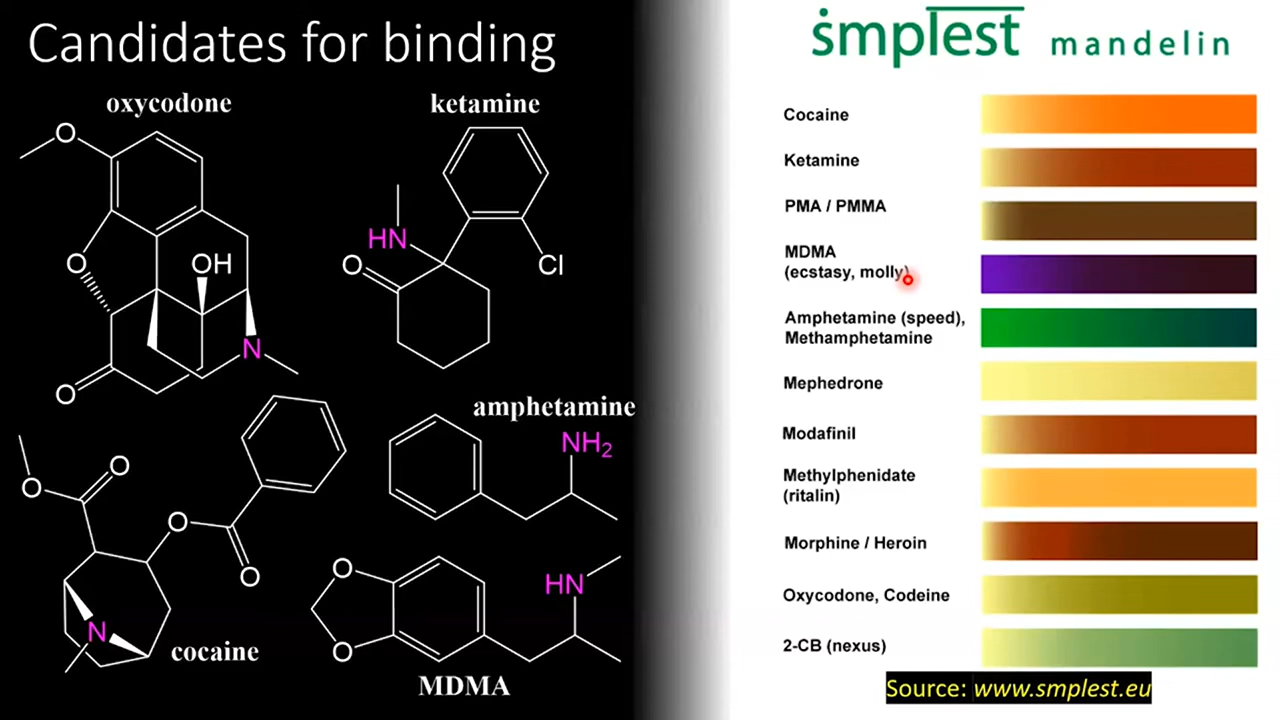 Candidates for binding
oxycodone
ketamine
O
O
OH
N
O
HN
O
Cl
amphetamine
NH2
O
O
O
O
N
cocaine
O
O
HN
MDMA
smplest mandelin
Cocaine
Ketamine
PMA / PMMA
MDMA
(ecstasy, molly)
Amphetamine (speed),
Methamphetamine
Mephedrone
Modafinil
Methylphenidate
(ritalin)
Morphine / Heroin
Oxycodone, Codeine
2-CB (nexus)
Source: www.smplest.eu